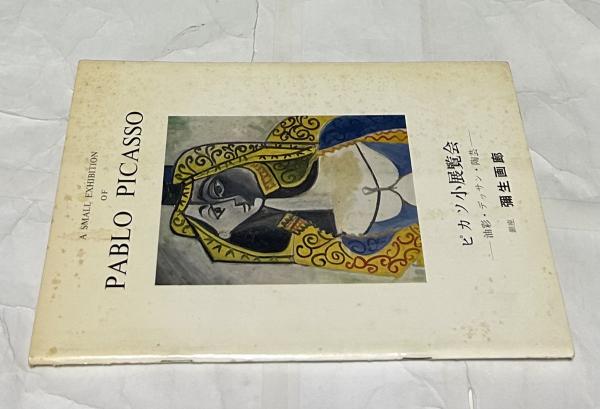 A SMALL EXHIBITION
OF
PABLO PICASSO
ピカソ小展覧会
油彩・デッサン・陶芸
銀座 彌生画廊